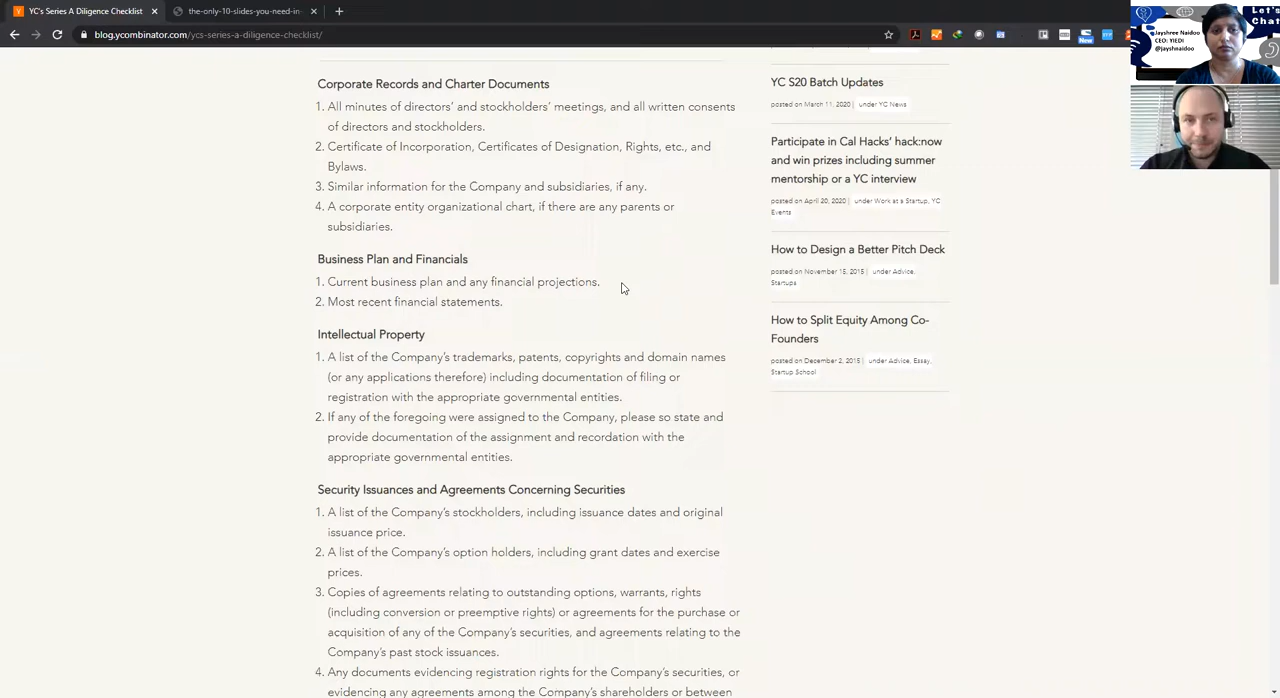 YC's Series A Diligence Checklist
the-only-10-slides-you-need-in
blog.ycombinator.com/ycs-series-a-diligence-checklist/
New
Let's
Chat
Jayshree Naidoo
CEO: YIEDI
@jayshnaidoo
Corporate Records and Charter Documents
1. All minutes of directors' and stockholders' meetings, and all written consents
of directors and stockholders.
2. Certificate of Incorporation, Certificates of Designation, Rights, etc., and
Bylaws.
3. Similar information for the Company and subsidiaries, if any.
4. A corporate entity organizational chart, if there are any parents or
subsidiaries.
Business Plan and Financials
1. Current business plan and any financial projections.
2. Most recent financial statements.
Intellectual Property
1. A list of the Company's trademarks, patents, copyrights and domain names
(or any applications therefore) including documentation of filing or
registration with the appropriate governmental entities.
2. If any of the foregoing were assigned to the Company, please so state and
provide documentation of the assignment and recordation with the
appropriate governmental entities.
Security Issuances and Agreements Concerning Securities
1. A list of the Company's stockholders, including issuance dates and original
issuance price.
2. A list of the Company's option holders, including grant dates and exercise
prices.
3. Copies of agreements relating to outstanding options, warrants, rights
(including conversion or preemptive rights) or agreements for the purchase or
acquisition of any of the Company's securities, and agreements relating to the
Company's past stock issuances.
4. Any documents evidencing registration rights for the Company's securities, or
evidencing any agreements among the Company's shareholders or between
YC S20 Batch Updates
posted on March 11, 2020 | under YC News
Participate in Cal Hacks' hack:now
and win prizes including summer
mentorship or a YC interview
posted on April 20, 2020 | under Work at a Startup, YC
Events
How to Design a Better Pitch Deck
posted on November 15, 2015 | under Advice,
Startups
How to Split Equity Among Co-
Founders
posted on December 2, 2015 | under Advice, Essay,
Startup School